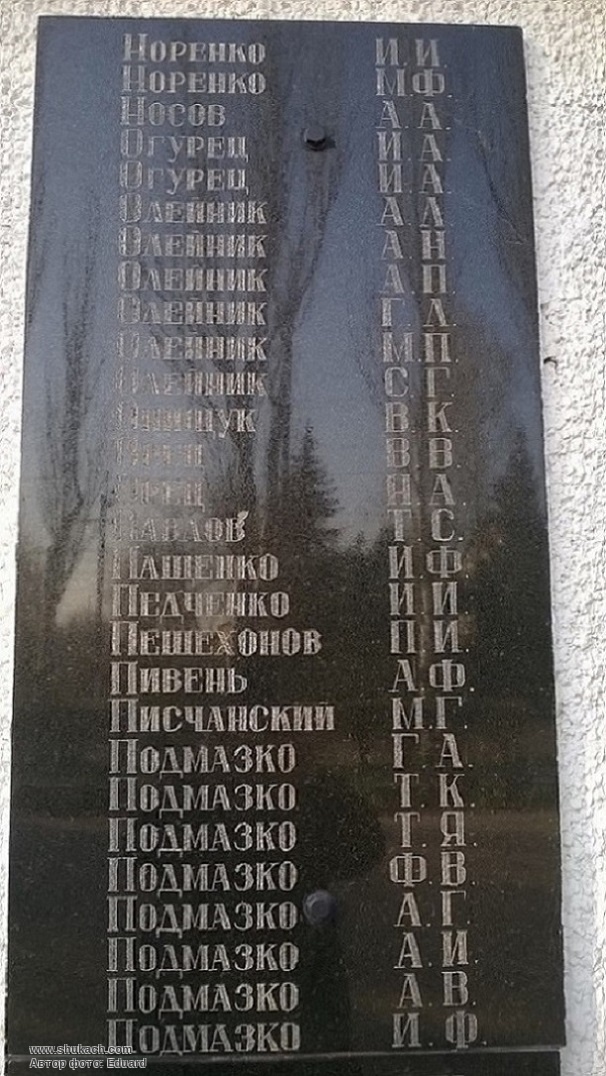 Норенко И. И.
Норенко М. Ф.
Носов А. А.
Огурец И. А.
Огурец И. А.
Олейник А. Л.
Олейник А. Н.
Олейник А. П.
Олейник Г. Л.
Олейник М. П.
Олейник С. Г.
Онищук В. К.
В. В.
Орец Я. А.
Павлов Т. С.
Пащенко И. Ф.
Педченко И. И.
Пешехонов П. И.
Пивень А. Ф.
Писчанский М. Г.
Подмазко Г. А.
Подмазко Т. К.
Подмазко Т. Я.
Подмазко Ф. В.
Подмазко А. Г.
Подмазко А. И.
Подмазко А. В.
Подмазко И. Ф.
www.shukach.com
Автор фото: Eduard